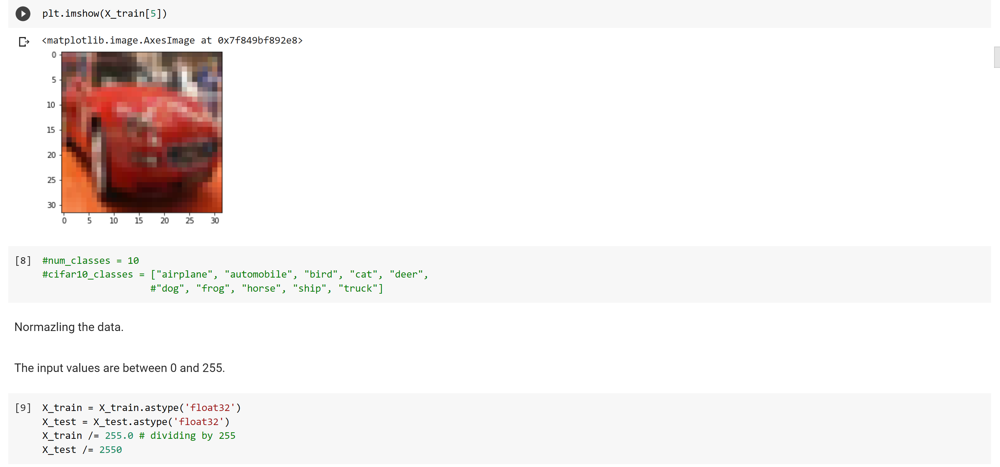 plt.imshow(X_train[5])
<matplotlib.image.AxesImage at 0x7f849bf892e8>
0
5
10
15
20
25
30
0 5 10 15 20 25 30
[8] #num_classes = 10
#cifar10_classes = ["airplane", "automobile", "bird", "cat", "deer",
#"dog", "frog", "horse", "ship", "truck"]
Normazling the data.
The input values are between 0 and 255.
[9] X_train = X_train.astype('float32')
X_test = X_test.astype('float32')
X_train /= 255.0 # dividing by 255
X_test /= 2550